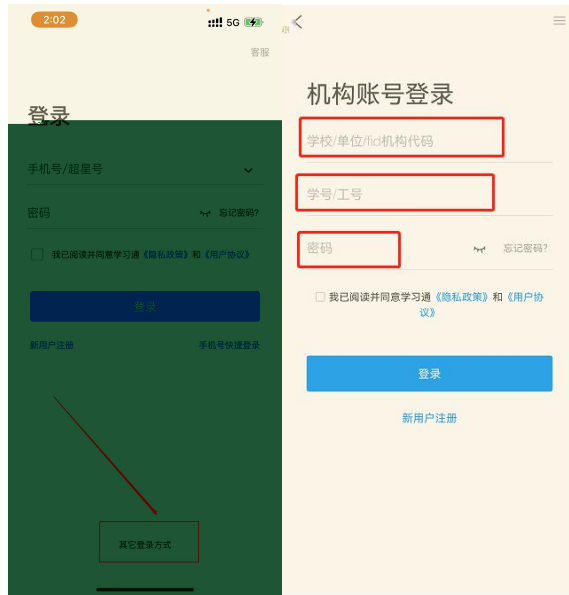 2:02
5G
客服
登录
手机号/超星号
密码
忘记密码?
我已阅读并同意学习通《隐私政策》和《用户协议》
登录
新用户注册
手机号快捷登录
其它登录方式
机构账号登录
学校/单位/fid机构代码
学号/工号
密码
忘记密码?
我已阅读并同意学习通《隐私政策》和《用户协
议》
登录
新用户注册